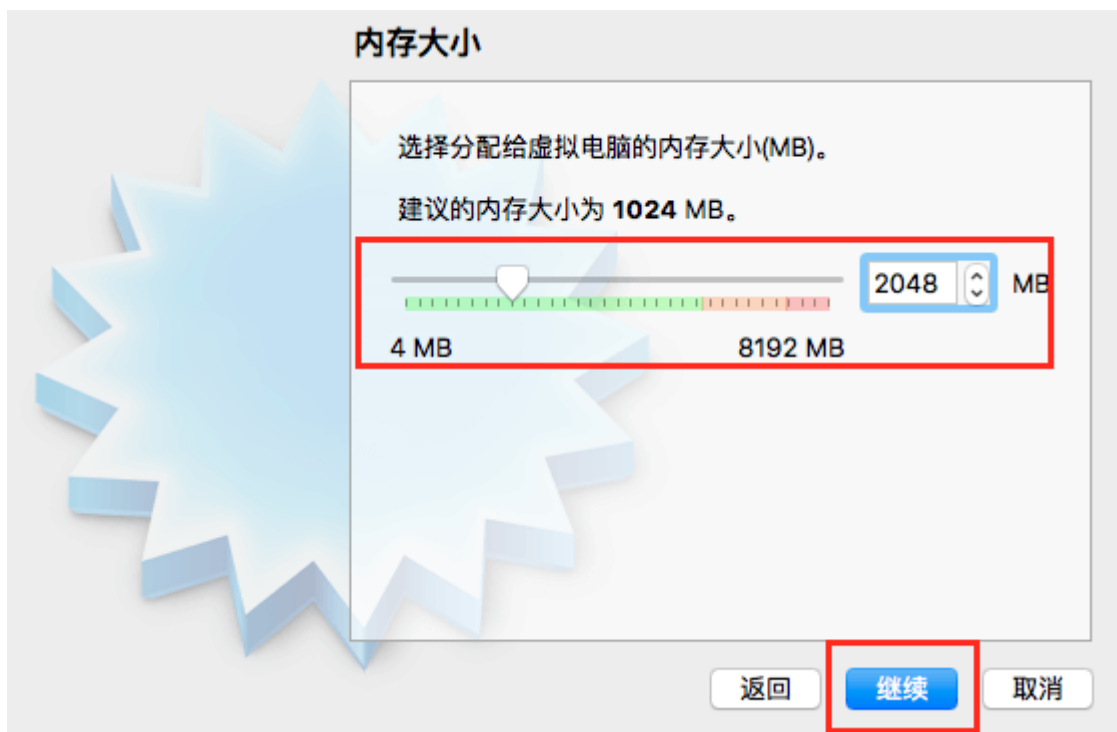 内存大小
选择分配给虚拟电脑的内存大小(MB)。
建议的内存大小为 1024 MB。
2048 MB
4 MB 8192 MB
返回 继续 取消